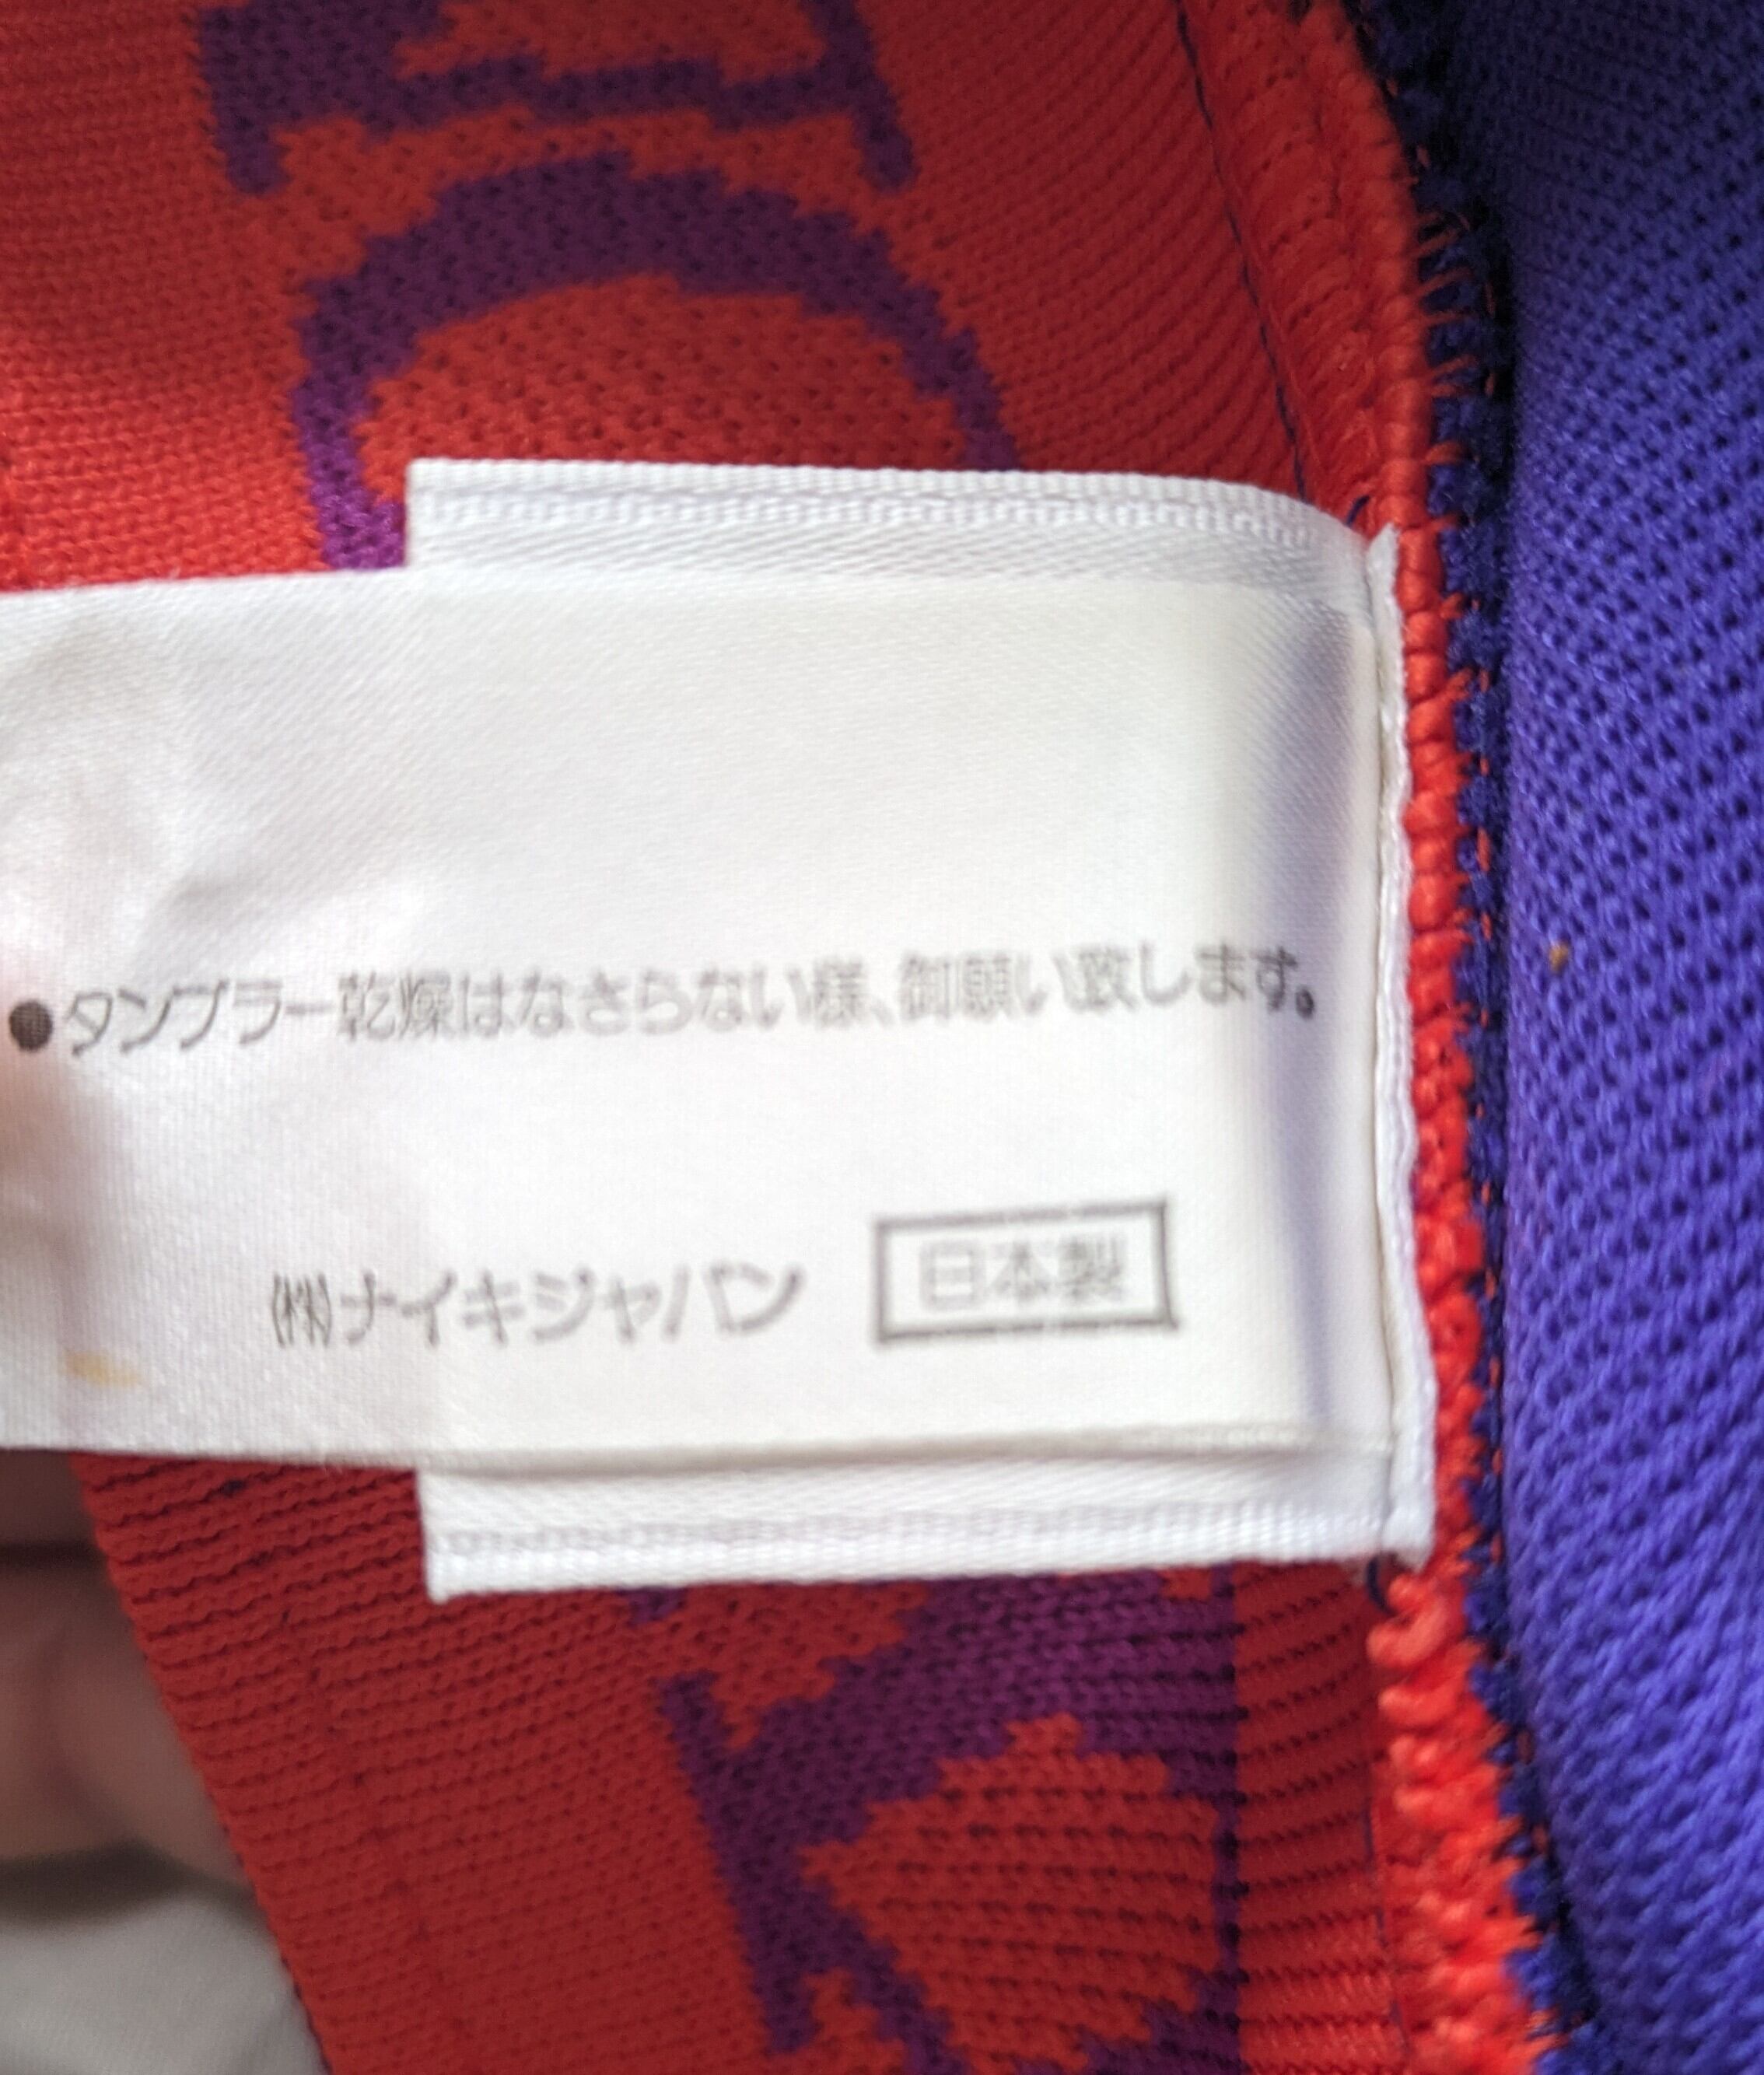 ●タンブラー乾燥はなさらない様、御願い致します。
㈱ナイキジャパン 日本製